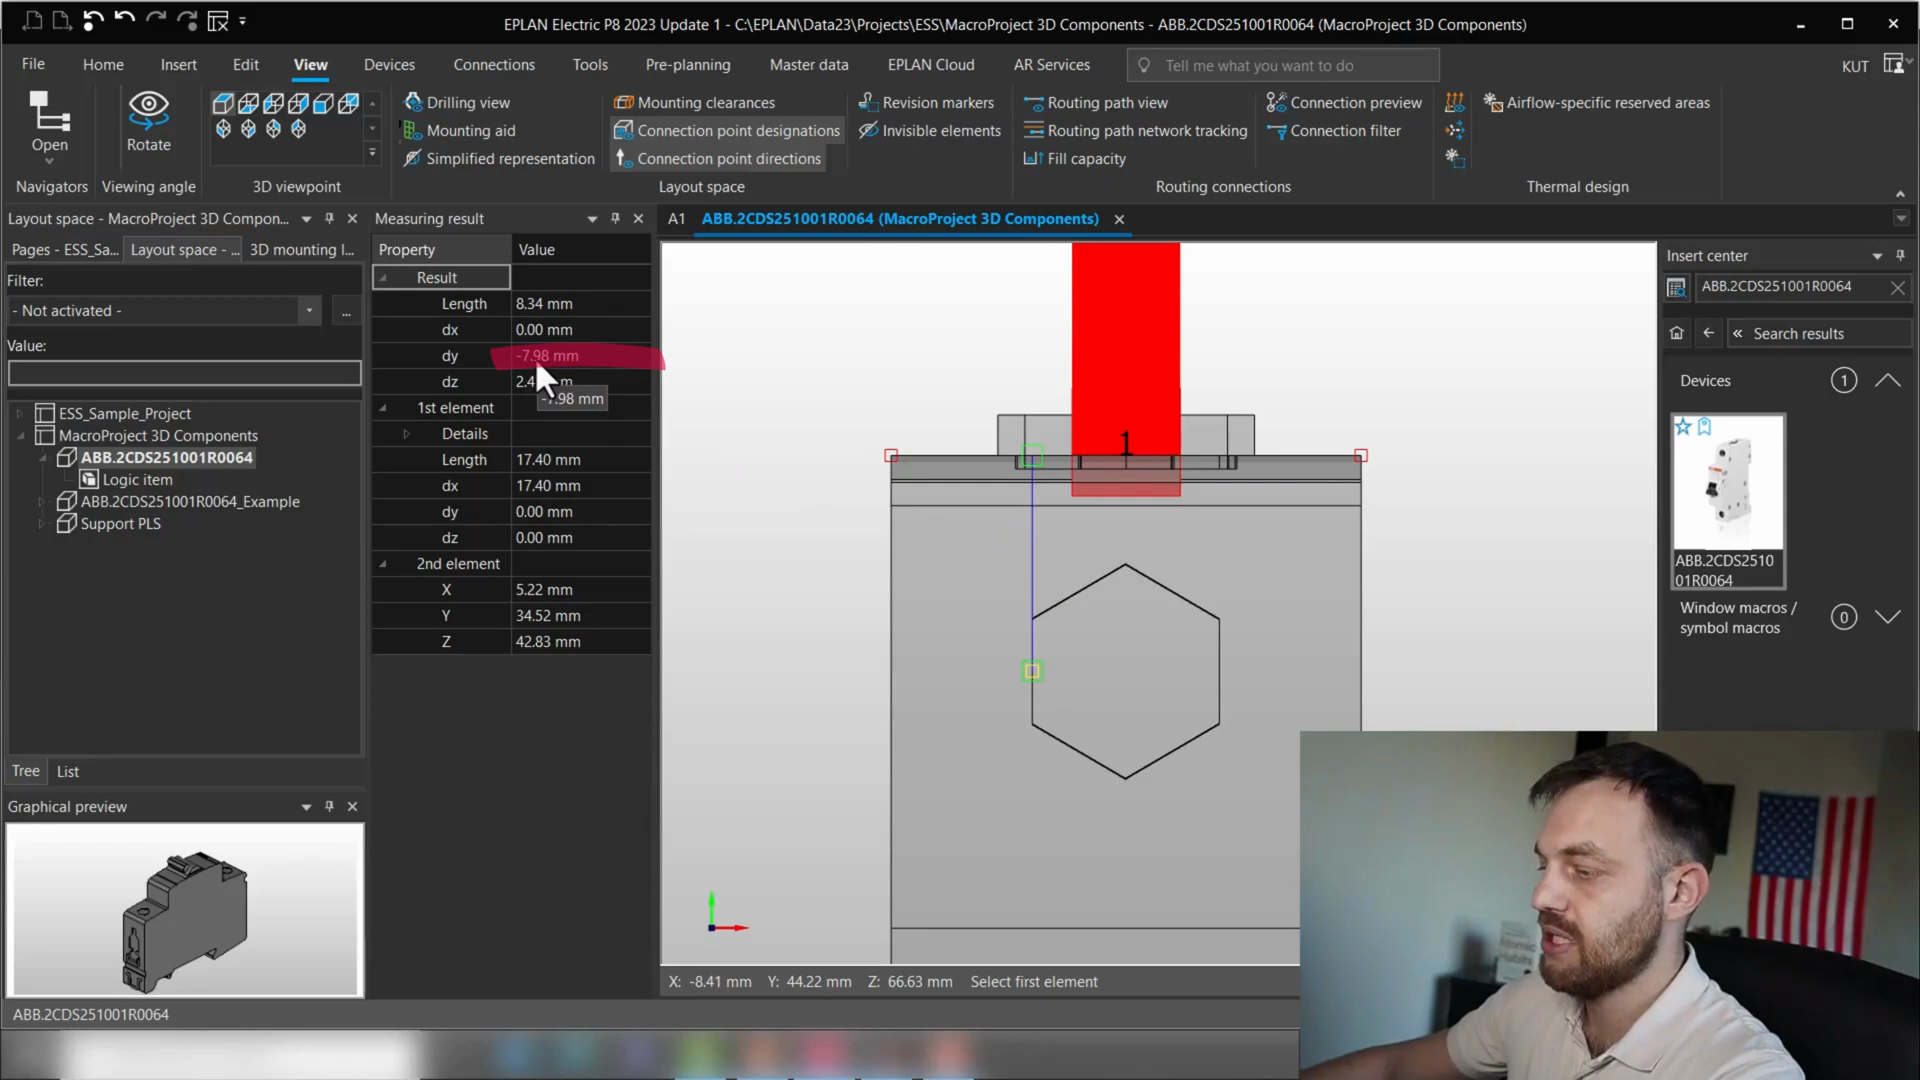 EPLAN Electric P8 2023 Update 1 - C:\EPLAN\Data23\Projects\ESS\MacroProject 3D Components - ABB.2CDS251001R0064 (MacroProject 3D Components)
File Home Insert Edit View Devices Connections Tools Pre-planning Master data EPLAN Cloud AR Services Tell me what you want to do KUT
Open
Rotate
Drilling view
Mounting aid
Simplified representation
Mounting clearances
Connection point designations
Connection point directions
Revision markers
Invisible elements
Routing path view
Routing path network tracking
Fill capacity
Connection preview
Connection filter
Airflow-specific reserved areas
Navigators Viewing angle 3D viewpoint Layout space Routing connections Thermal design
Layout space - MacroProject 3D Compon...
Pages - ESS_Sa... Layout space - ... 3D mounting l...
Filter:
- Not activated -
...
Value:
ESS_Sample_Project
MacroProject 3D Components
ABB.2CDS251001R0064
Logic item
ABB.2CDS251001R0064_Example
Support PLS
Tree List
Graphical preview
ABB.2CDS251001R0064
Measuring result
Property Value
Result
Length 8.34 mm
dx 0.00 mm
dy -7.98 mm
dz 2.4
-7.98 mm
1st element
Details
Length 17.40 mm
dx 17.40 mm
dy 0.00 mm
dz 0.00 mm
2nd element
X 5.22 mm
Y 34.52 mm
Z 42.83 mm
A1 ABB.2CDS251001R0064 (MacroProject 3D Components)
1
X: -8.41 mm Y: 44.22 mm Z: 66.63 mm Select first element
Insert center
ABB.2CDS251001R0064
« Search results
Devices 1
ABB.2CDS2510
01R0064
Window macros /
symbol macros
0
Atomic
Habits